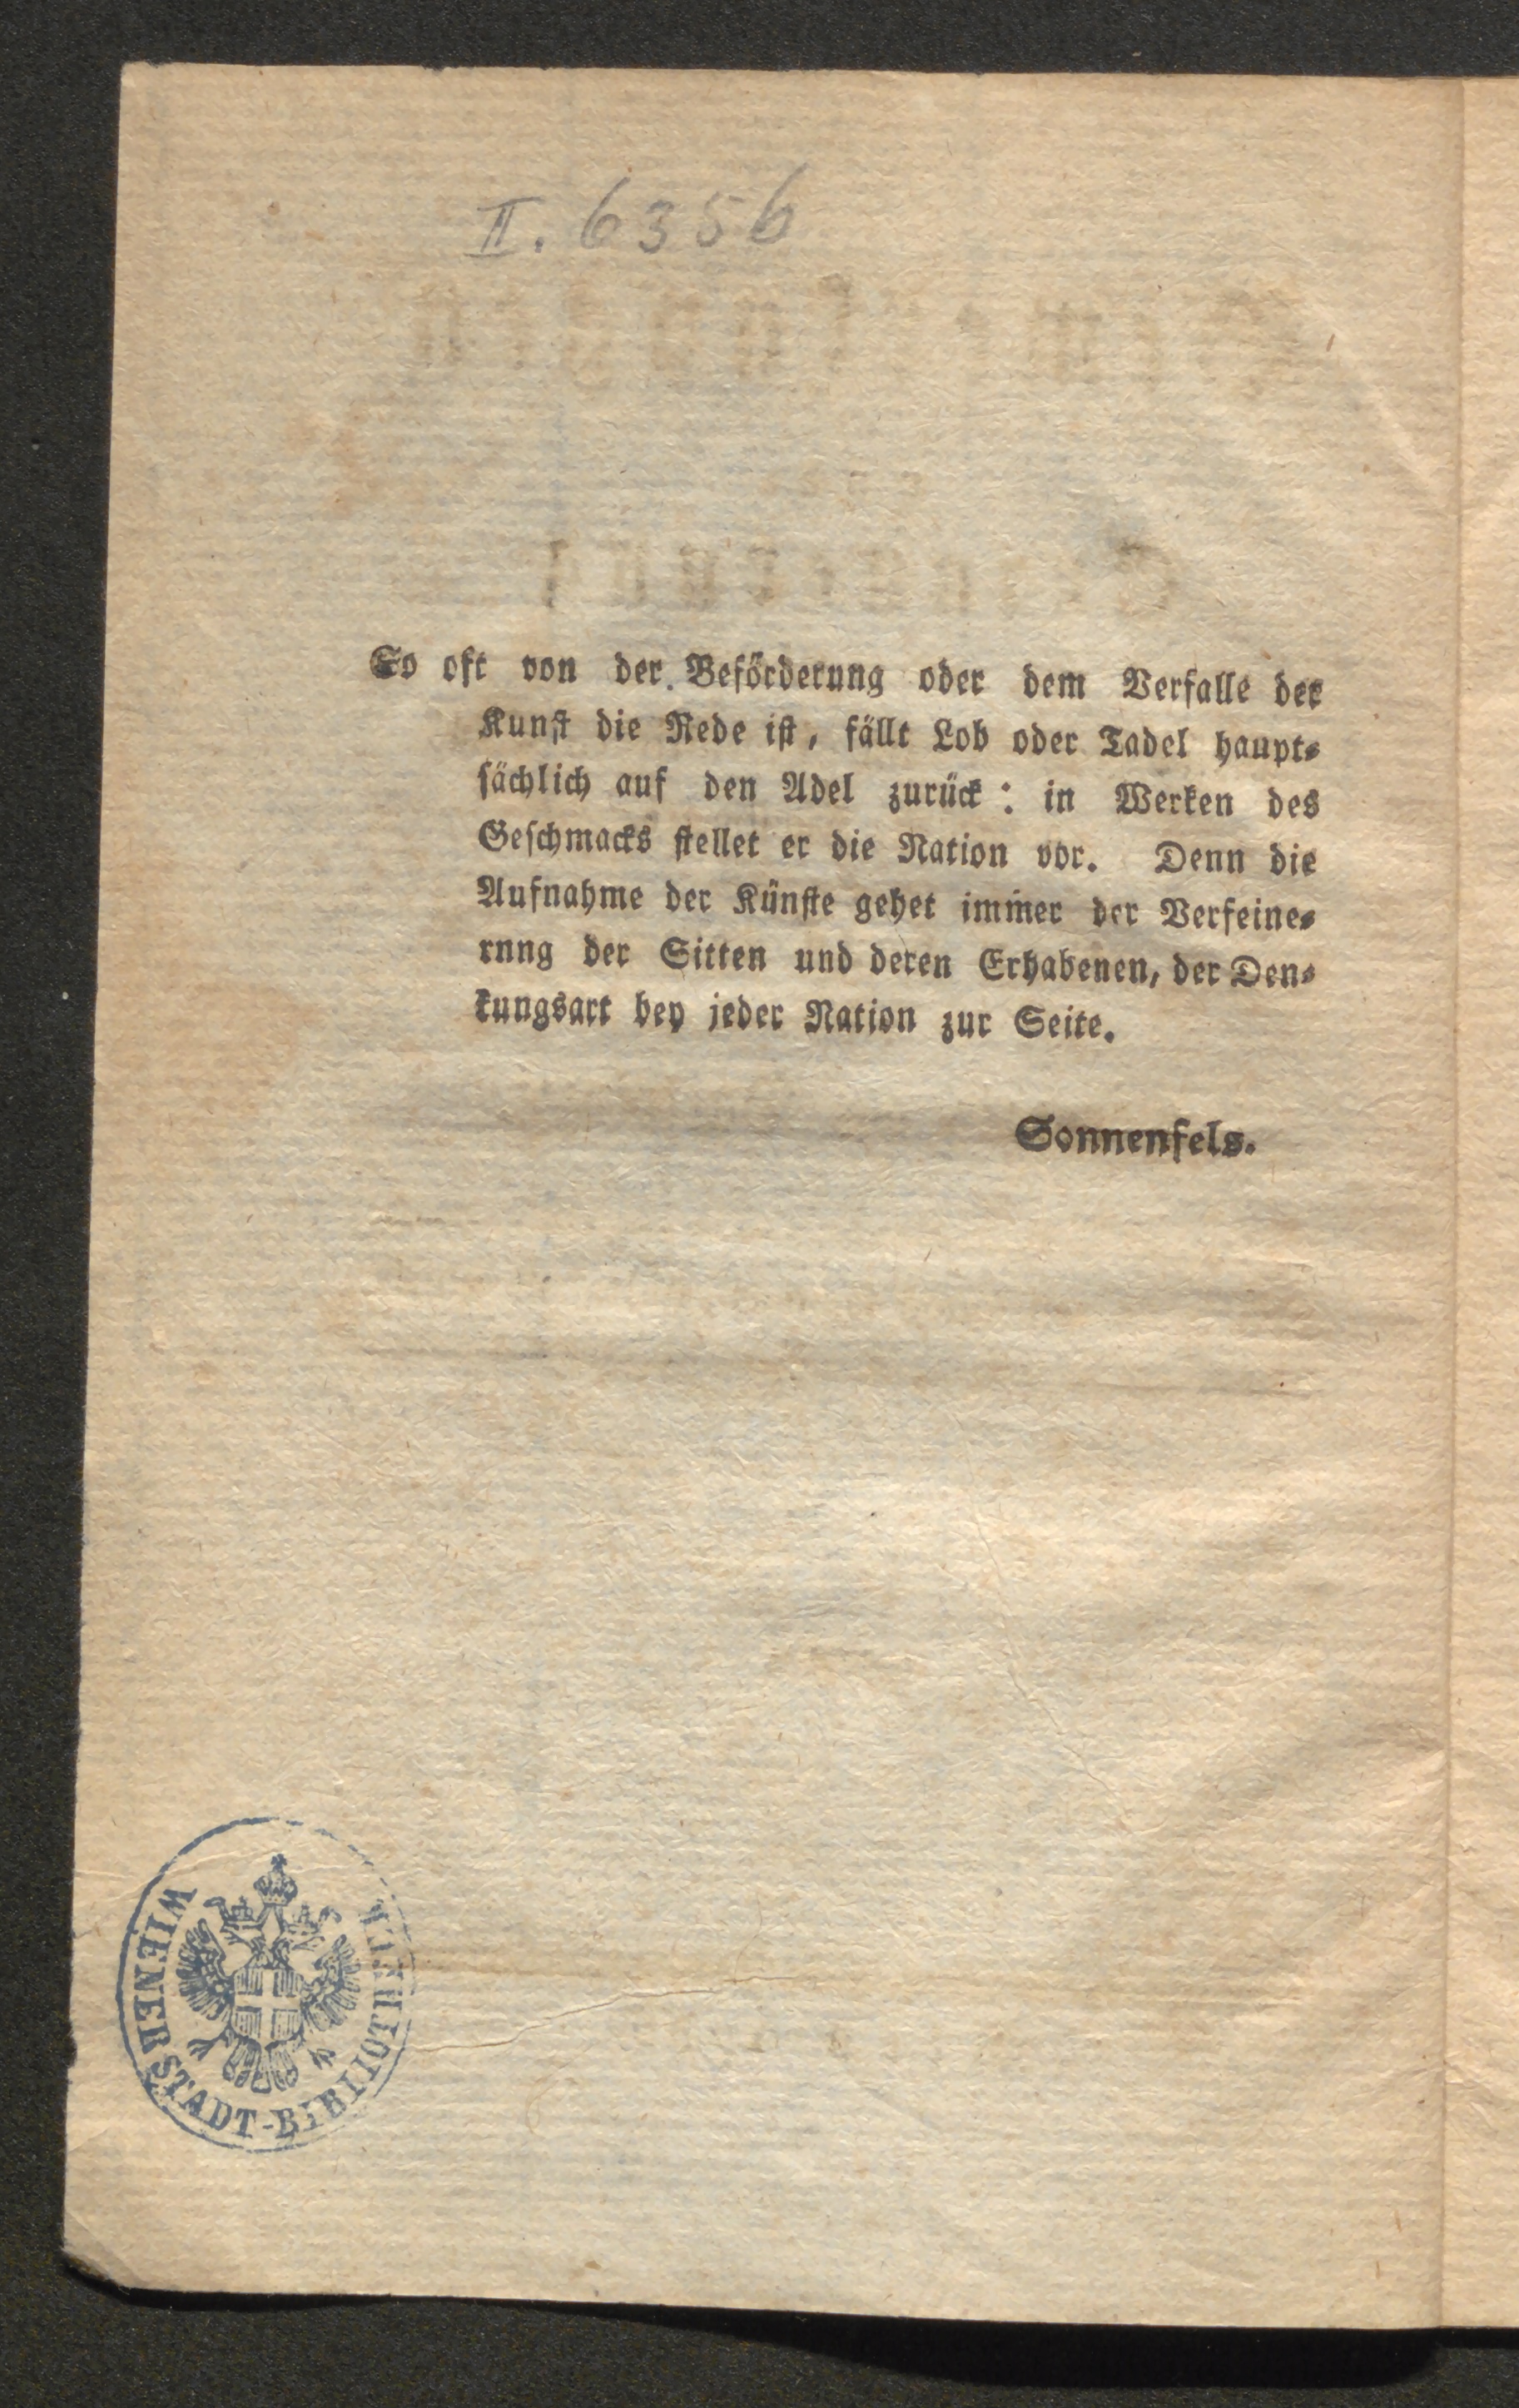 II. 6356
So oft von der Beförderung oder dem Verfalle der
Kunst die Rede ist, fällt Lob oder Tadel haupt⸗
sächlich auf den Adel zurück: in Werken des
Geschmacks stellet er die Nation vor. Denn die
Aufnahme der Künste gehet immer der Verfeine⸗
rnng der Sitten und deren Erhabenen, der Den⸗
kungsart bey jeder Nation zur Seite.
Sonnenfels.
WIENER STADT-BIBLIOTHEK